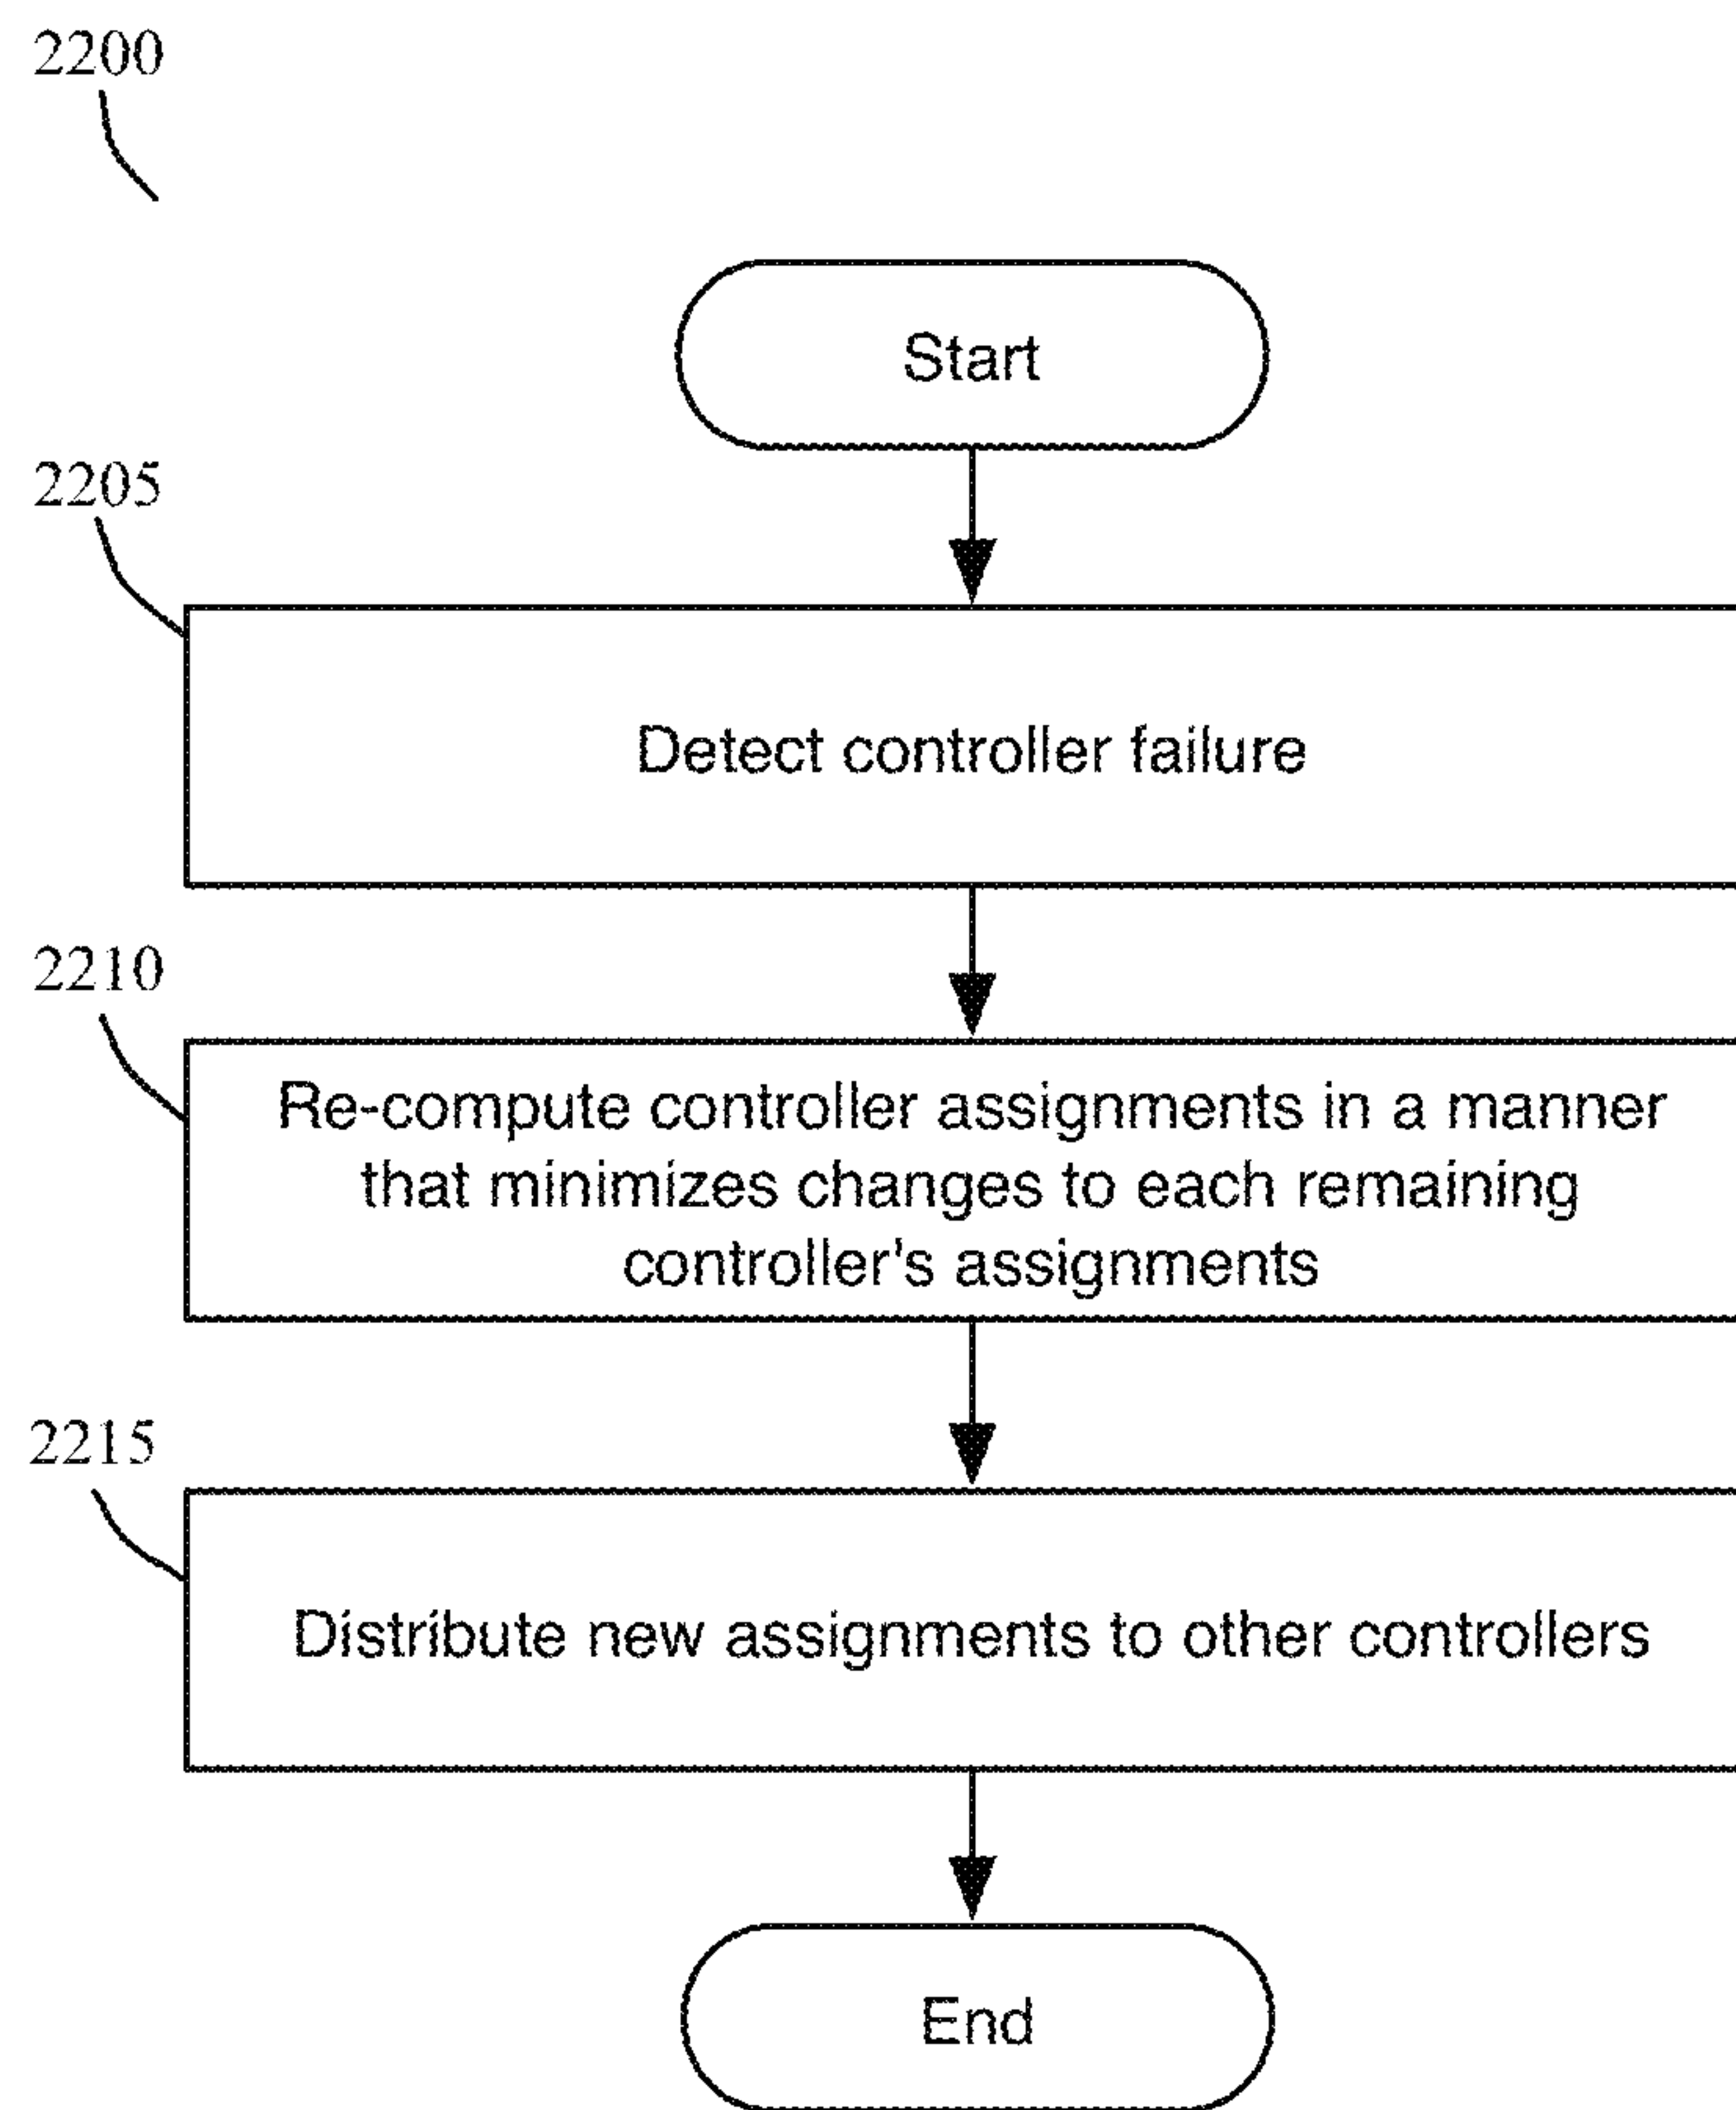 2200
Start
2205
Detect controller failure
2210
Re-compute controller assignments in a manner
that minimizes changes to each remaining
controller's assignments
2215
Distribute new assignments to other controllers
End